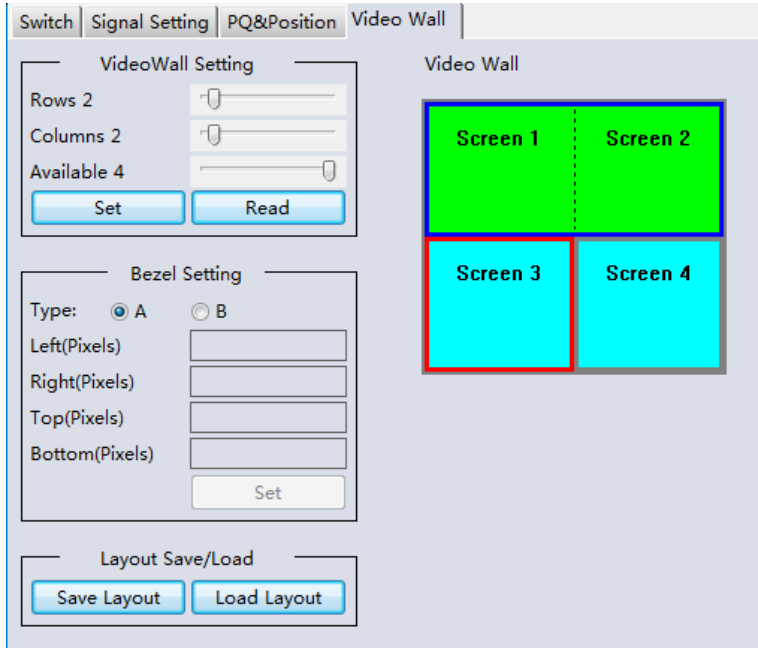 Switch Signal Setting PQ&Position Video Wall
VideoWall Setting
Rows 2
Columns 2
Available 4
Set Read
Bezel Setting
Type: A B
Left(Pixels)
Right(Pixels)
Top(Pixels)
Bottom(Pixels)
Set
Layout Save/Load
Save Layout Load Layout
Video Wall
Screen 1 Screen 2
Screen 3 Screen 4